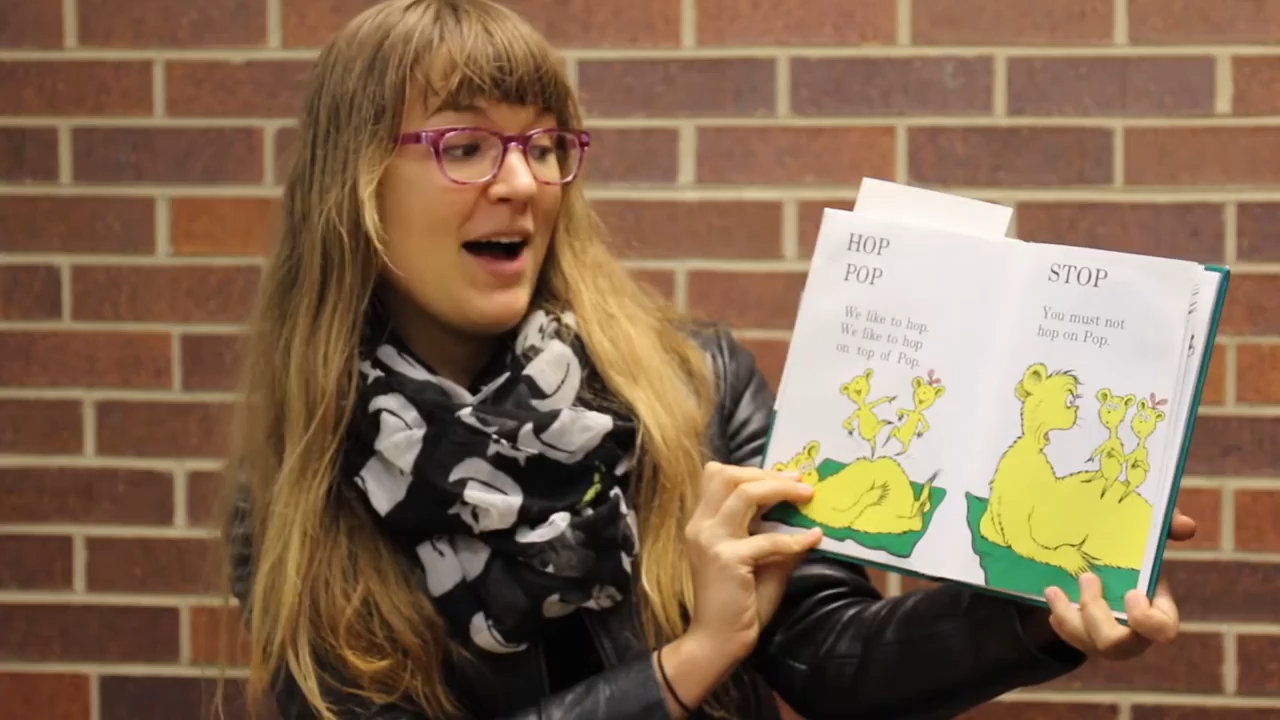 HOP
POP
We like to hop.
We like to hop
on top of Pop.
STOP
You must not
hop on Pop.